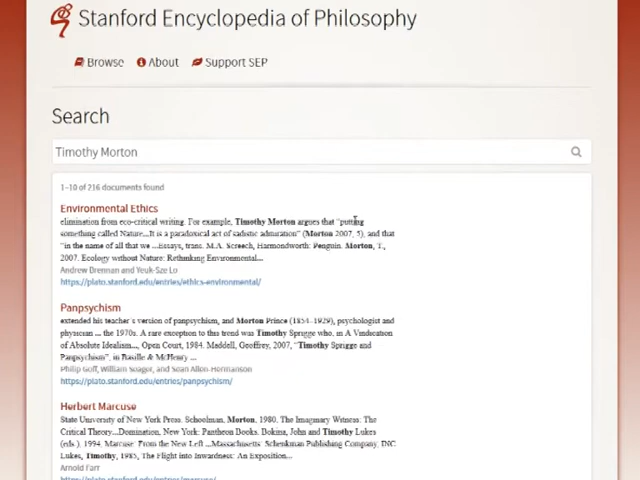 Stanford Encyclopedia of Philosophy
Browse About Support SEP
Search
Timothy Morton
1–10 of 216 documents found
Environmental Ethics
elimination from eco-critical writing. For example, Timothy Morton argues that "putting
something called Nature...It is a paradoxical act of sadistic admiration" (Morton 2007, 5), and that
"in the name of all that we ...Essays, trans. M.A. Screech, Harmondsworth: Penguin. Morton, T.,
2007. Ecology without Nature: Rethinking Environmental...
Andrew Brennan and Yeuk-Sze Lo
https://plato.stanford.edu/entries/ethics-environmental/
Panpsychism
extended his teacher's version of panpsychism, and Morton Prince (1854–1929), psychologist and
physician ... the 1970s. A rare exception to this trend was Timothy Sprigge who, in A Vindication
of Absolute Idealism..., Open Court, 1984. Maddell, Geoffrey, 2007, "Timothy Sprigge and
Panpsychism", in Basille & McHenry ...
Philip Goff, William Seager, and Sean Allen-Hermanson
https://plato.stanford.edu/entries/panpsychism/
Herbert Marcuse
State University of New York Press. Schoolman, Morton, 1980. The Imaginary Witness: The
Critical Theory...Domination, New York: Pantheon Books. Bokina, John and Timothy Lukes
(eds.), 1994, Marcuse: From the New Left ...Massachusetts: Schenkman Publishing Company, INC.
Lukes, Timothy, 1985, The Flight into Inwardness: An Exposition...
Arnold Farr
https://plato.stanford.edu/entries/marcuse/